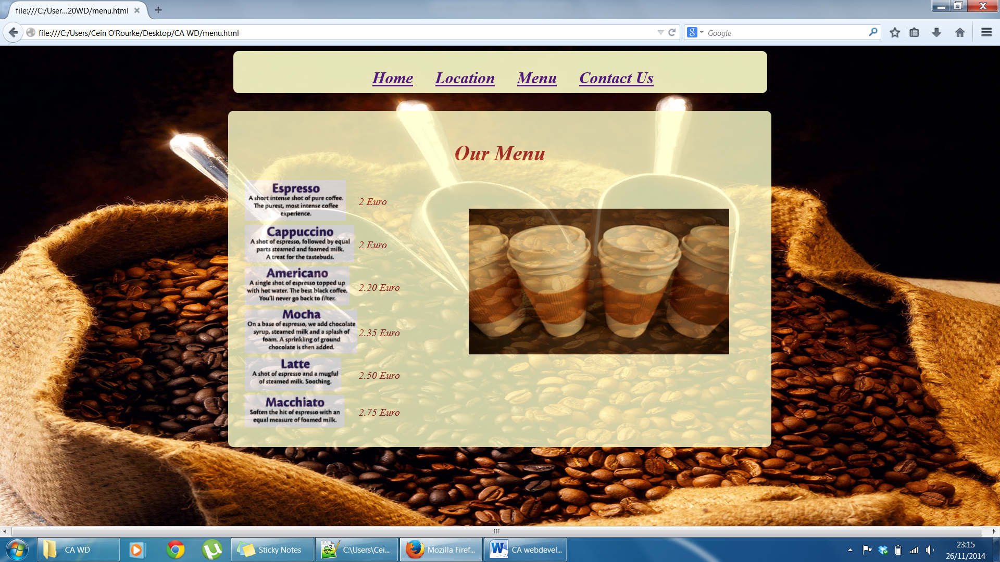 file:///C:/User...20WD/menu.html
file:///C:/Users/Cein O'Rourke/Desktop/CA WD/menu.html
Google
Home Location Menu Contact Us
Our Menu
Espresso
A short intense shot of pure coffee.
The purest, most intense coffee
experience.
2 Euro
Cappuccino
A shot of espresso, followed by equal
parts steamed and foamed milk.
A treat for the tastebuds.
2 Euro
Americano
A single shot of espresso topped up
with hot water. The best black coffee.
You'll never go back to filter.
2.20 Euro
Mocha
On a base of espresso, we add chocolate
syrup, steamed milk and a splash of
foam. A sprinkling of ground
chocolate is then added.
2.35 Euro
Latte
A shot of espresso and a mugful
of steamed milk. Soothing.
2.50 Euro
Macchiato
Soften the hit of espresso with an
equal measure of foamed milk.
2.75 Euro
CA WD
Sticky Notes
C:\Users\Cei...
Mozilla Firef...
CA webdevel...
23:15
26/11/2014